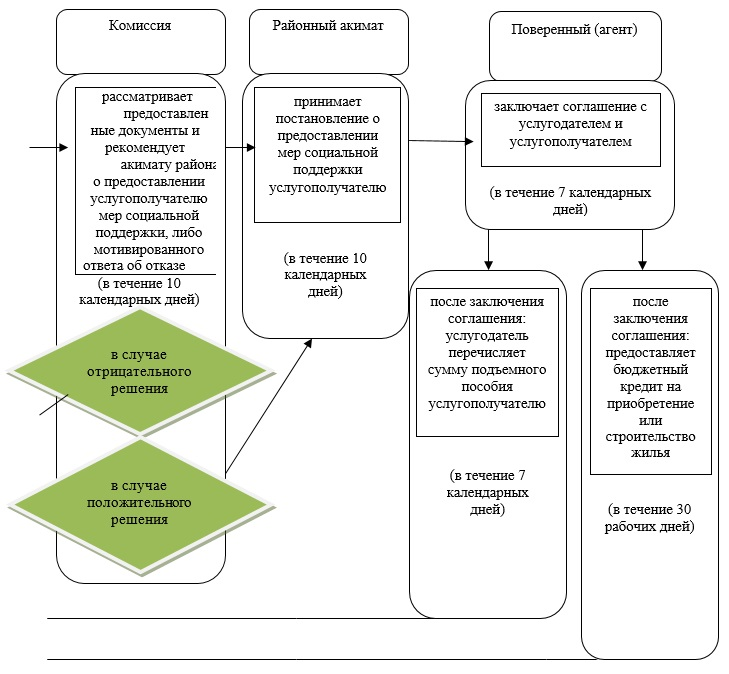 Комиссия
Районный акимат
Поверенный (агент)
рассматривает
предоставлен
ные документы и
рекомендует
акимату района
о предоставлении
услугополучателю
мер социальной
поддержки, либо
мотивированного
ответа об отказе
(в течение 10
календарных дней)
в случае
отрицательного
решения
в случае
положительного
решения
принимает
постановление о
предоставлении
мер социальной
поддержки
услугополучателю
(в течение 10
календарных
дней)
заключает соглашение с
услугодателем и
услугополучателем
(в течение 7 календарных
дней)
после заключения
соглашения:
услугодатель
перечисляет
сумму подъемного
пособия
услугополучателю
(в течение 7
календарных
дней)
после
заключения
соглашения:
предоставляет
бюджетный
кредит на
приобретение
или
строительство
жилья
(в течение 30
рабочих дней)